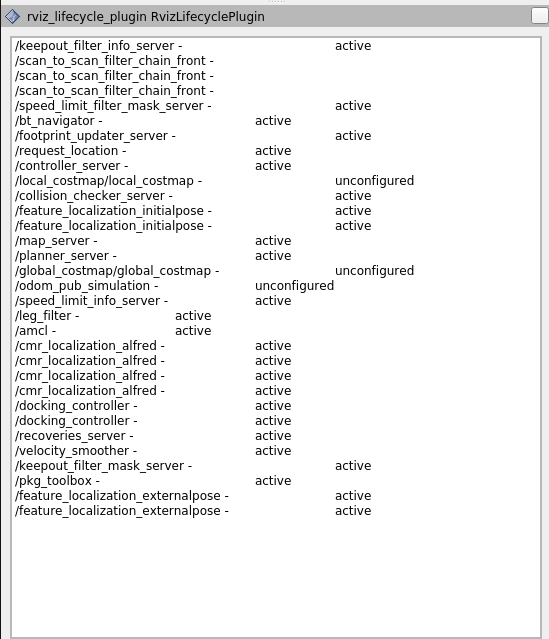 rviz_lifecycle_plugin RvizLifecyclePlugin
/keepout_filter_info_server - active
/scan_to_scan_filter_chain_front -
/scan_to_scan_filter_chain_front -
/scan_to_scan_filter_chain_front -
/speed_limit_filter_mask_server - active
/bt_navigator - active
/footprint_updater_server - active
/request_location - active
/controller_server - active
/local_costmap/local_costmap - unconfigured
/collision_checker_server - active
/feature_localization_initialpose - active
/feature_localization_initialpose - active
/map_server - active
/planner_server - active
/global_costmap/global_costmap - unconfigured
/odom_pub_simulation - unconfigured
/speed_limit_info_server - active
/leg_filter - active
/amcl - active
/cmr_localization_alfred - active
/cmr_localization_alfred - active
/cmr_localization_alfred - active
/cmr_localization_alfred - active
/docking_controller - active
/docking_controller - active
/recoveries_server - active
/velocity_smoother - active
/keepout_filter_mask_server - active
/pkg_toolbox - active
/feature_localization_externalpose - active
/feature_localization_externalpose - active